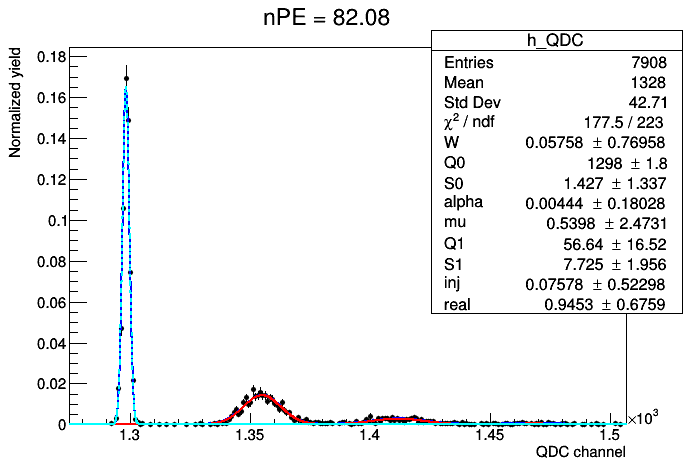 nPE = 82.08
h_QDC
Entries 7908
Mean 1328
Std Dev 42.71
χ² / ndf 177.5 / 223
W 0.05758 ± 0.76958
Q0 1298 ± 1.8
S0 1.427 ± 1.337
alpha 0.00444 ± 0.18028
mu 0.5398 ± 2.4731
Q1 56.64 ± 16.52
S1 7.725 ± 1.956
inj 0.07578 ± 0.52298
real 0.9453 ± 0.6759
Normalized yield
0.18
0.16
0.14
0.12
0.1
0.08
0.06
0.04
0.02
0
1.3 1.35 1.4 1.45 1.5
×10³
QDC channel